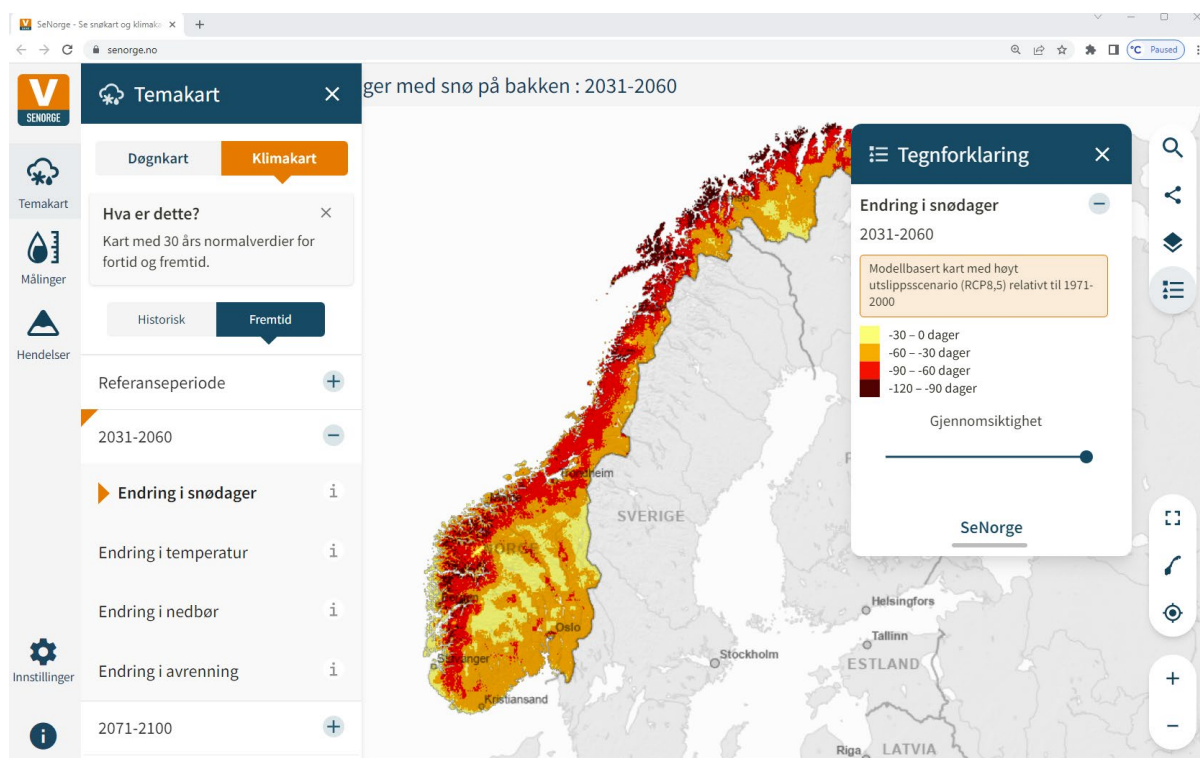 SeNorge - Se snøkart og klimaka
senorge.no
°C Paused
V
SENORGE
Temakart
Målinger
Hendelser
Innstillinger
Temakart
Døgnkart
Klimakart
Hva er dette?
Kart med 30 års normalverdier for
fortid og fremtid.
Historisk
Fremtid
Referanseperiode
2031-2060
Endring i snødager
Endring i temperatur
Endring i nedbør
Endring i avrenning
2071-2100
ger med snø på bakken : 2031-2060
SVERIGE
NORGE
Oslo
Kristiansand
Stockholm
Helsingfors
Tallinn
ESTLAND
Riga
LATVIA
Tegnforklaring
Endring i snødager
2031-2060
Modellbasert kart med høyt
utslippsscenario (RCP8,5) relativt til 1971-
2000
-30 – 0 dager
-60 – -30 dager
-90 – -60 dager
-120 – -90 dager
Gjennomsiktighet
SeNorge